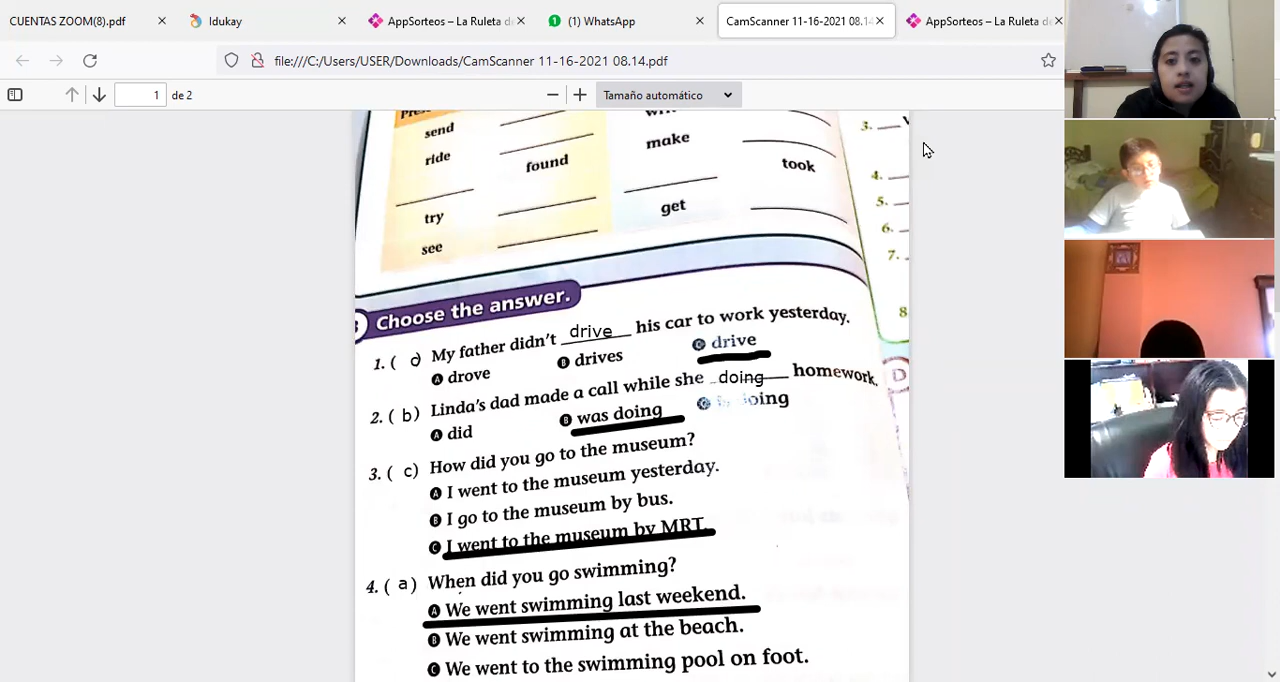 CUENTAS ZOOM(8).pdf
Idukay
AppSorteos – La Ruleta d
(1) WhatsApp
CamScanner 11-16-2021 08.1
AppSorteos – La Ruleta de
file:///C:/Users/USER/Downloads/CamScanner 11-16-2021 08.14.pdf
1 de 2
Tamaño automático
send
ride found make took
try get
see
3.
4.
5.
6.
7.
8
Choose the answer.
1. ( ) My father didn't drive his car to work yesterday.
A drove B drives C drive
2. ( b ) Linda's dad made a call while she doing homework.
A did B was doing C doing
3. ( c ) How did you go to the museum?
A I went to the museum yesterday.
B I go to the museum by bus.
C I went to the museum by MRT.
4. ( a ) When did you go swimming?
A We went swimming last weekend.
B We went swimming at the beach.
C We went to the swimming pool on foot.
D